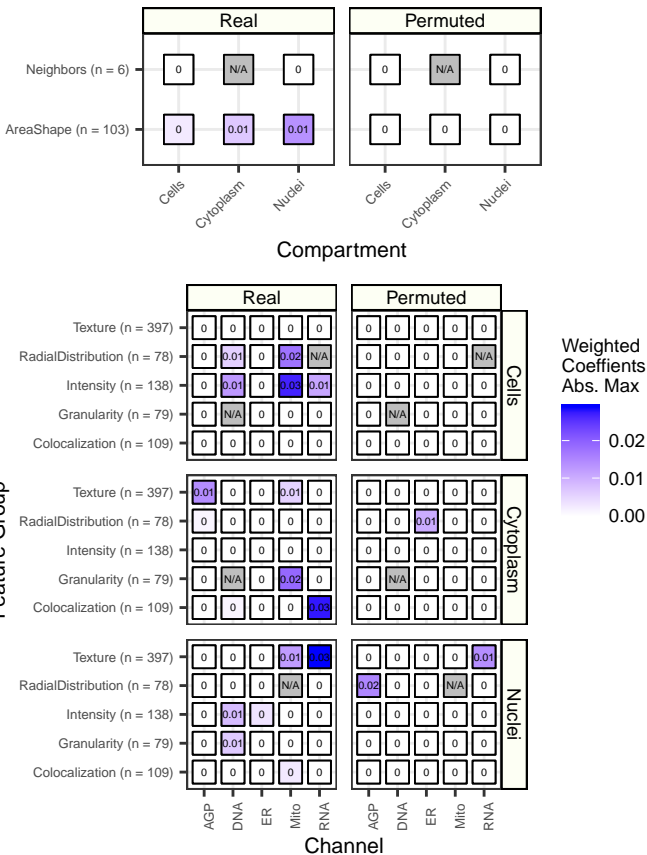 Real Permuted
Neighbors (n = 6) 0 N/A 0 0 N/A 0
AreaShape (n = 103) 0 0.01 0.01 0 0 0
Cells Cytoplasm Nuclei Cells Cytoplasm Nuclei
Compartment
Real Permuted
Texture (n = 397) 0 0 0 0 0 0 0 0 0 0
RadialDistribution (n = 78) 0 0.01 0 0.02 N/A 0 0 0 0 N/A
Intensity (n = 138) 0 0.01 0 0.03 0.01 0 0 0 0 0
Granularity (n = 79) 0 N/A 0 0 0 0 N/A 0 0 0
Colocalization (n = 109) 0 0 0 0 0 0 0 0 0 0
Cells
Texture (n = 397) 0.01 0 0 0.01 0 0 0 0 0 0
RadialDistribution (n = 78) 0 0 0 0 0 0 0 0.01 0 0
Intensity (n = 138) 0 0 0 0 0 0 0 0 0 0
Granularity (n = 79) 0 N/A 0 0.02 0 0 N/A 0 0 0
Colocalization (n = 109) 0 0 0 0 0.03 0 0 0 0 0
Cytoplasm
Texture (n = 397) 0 0 0 0.01 0.03 0 0 0 0 0.01
RadialDistribution (n = 78) 0 0 0 N/A 0 0.02 0 0 N/A 0
Intensity (n = 138) 0 0.01 0 0 0 0 0 0 0 0
Granularity (n = 79) 0 0.01 0 0 0 0 0 0 0 0
Colocalization (n = 109) 0 0 0 0 0 0 0 0 0 0
Nuclei
AGP DNA ER Mito RNA AGP DNA ER Mito RNA
Channel
Weighted
Coeffients
Abs. Max
0.02
0.01
0.00